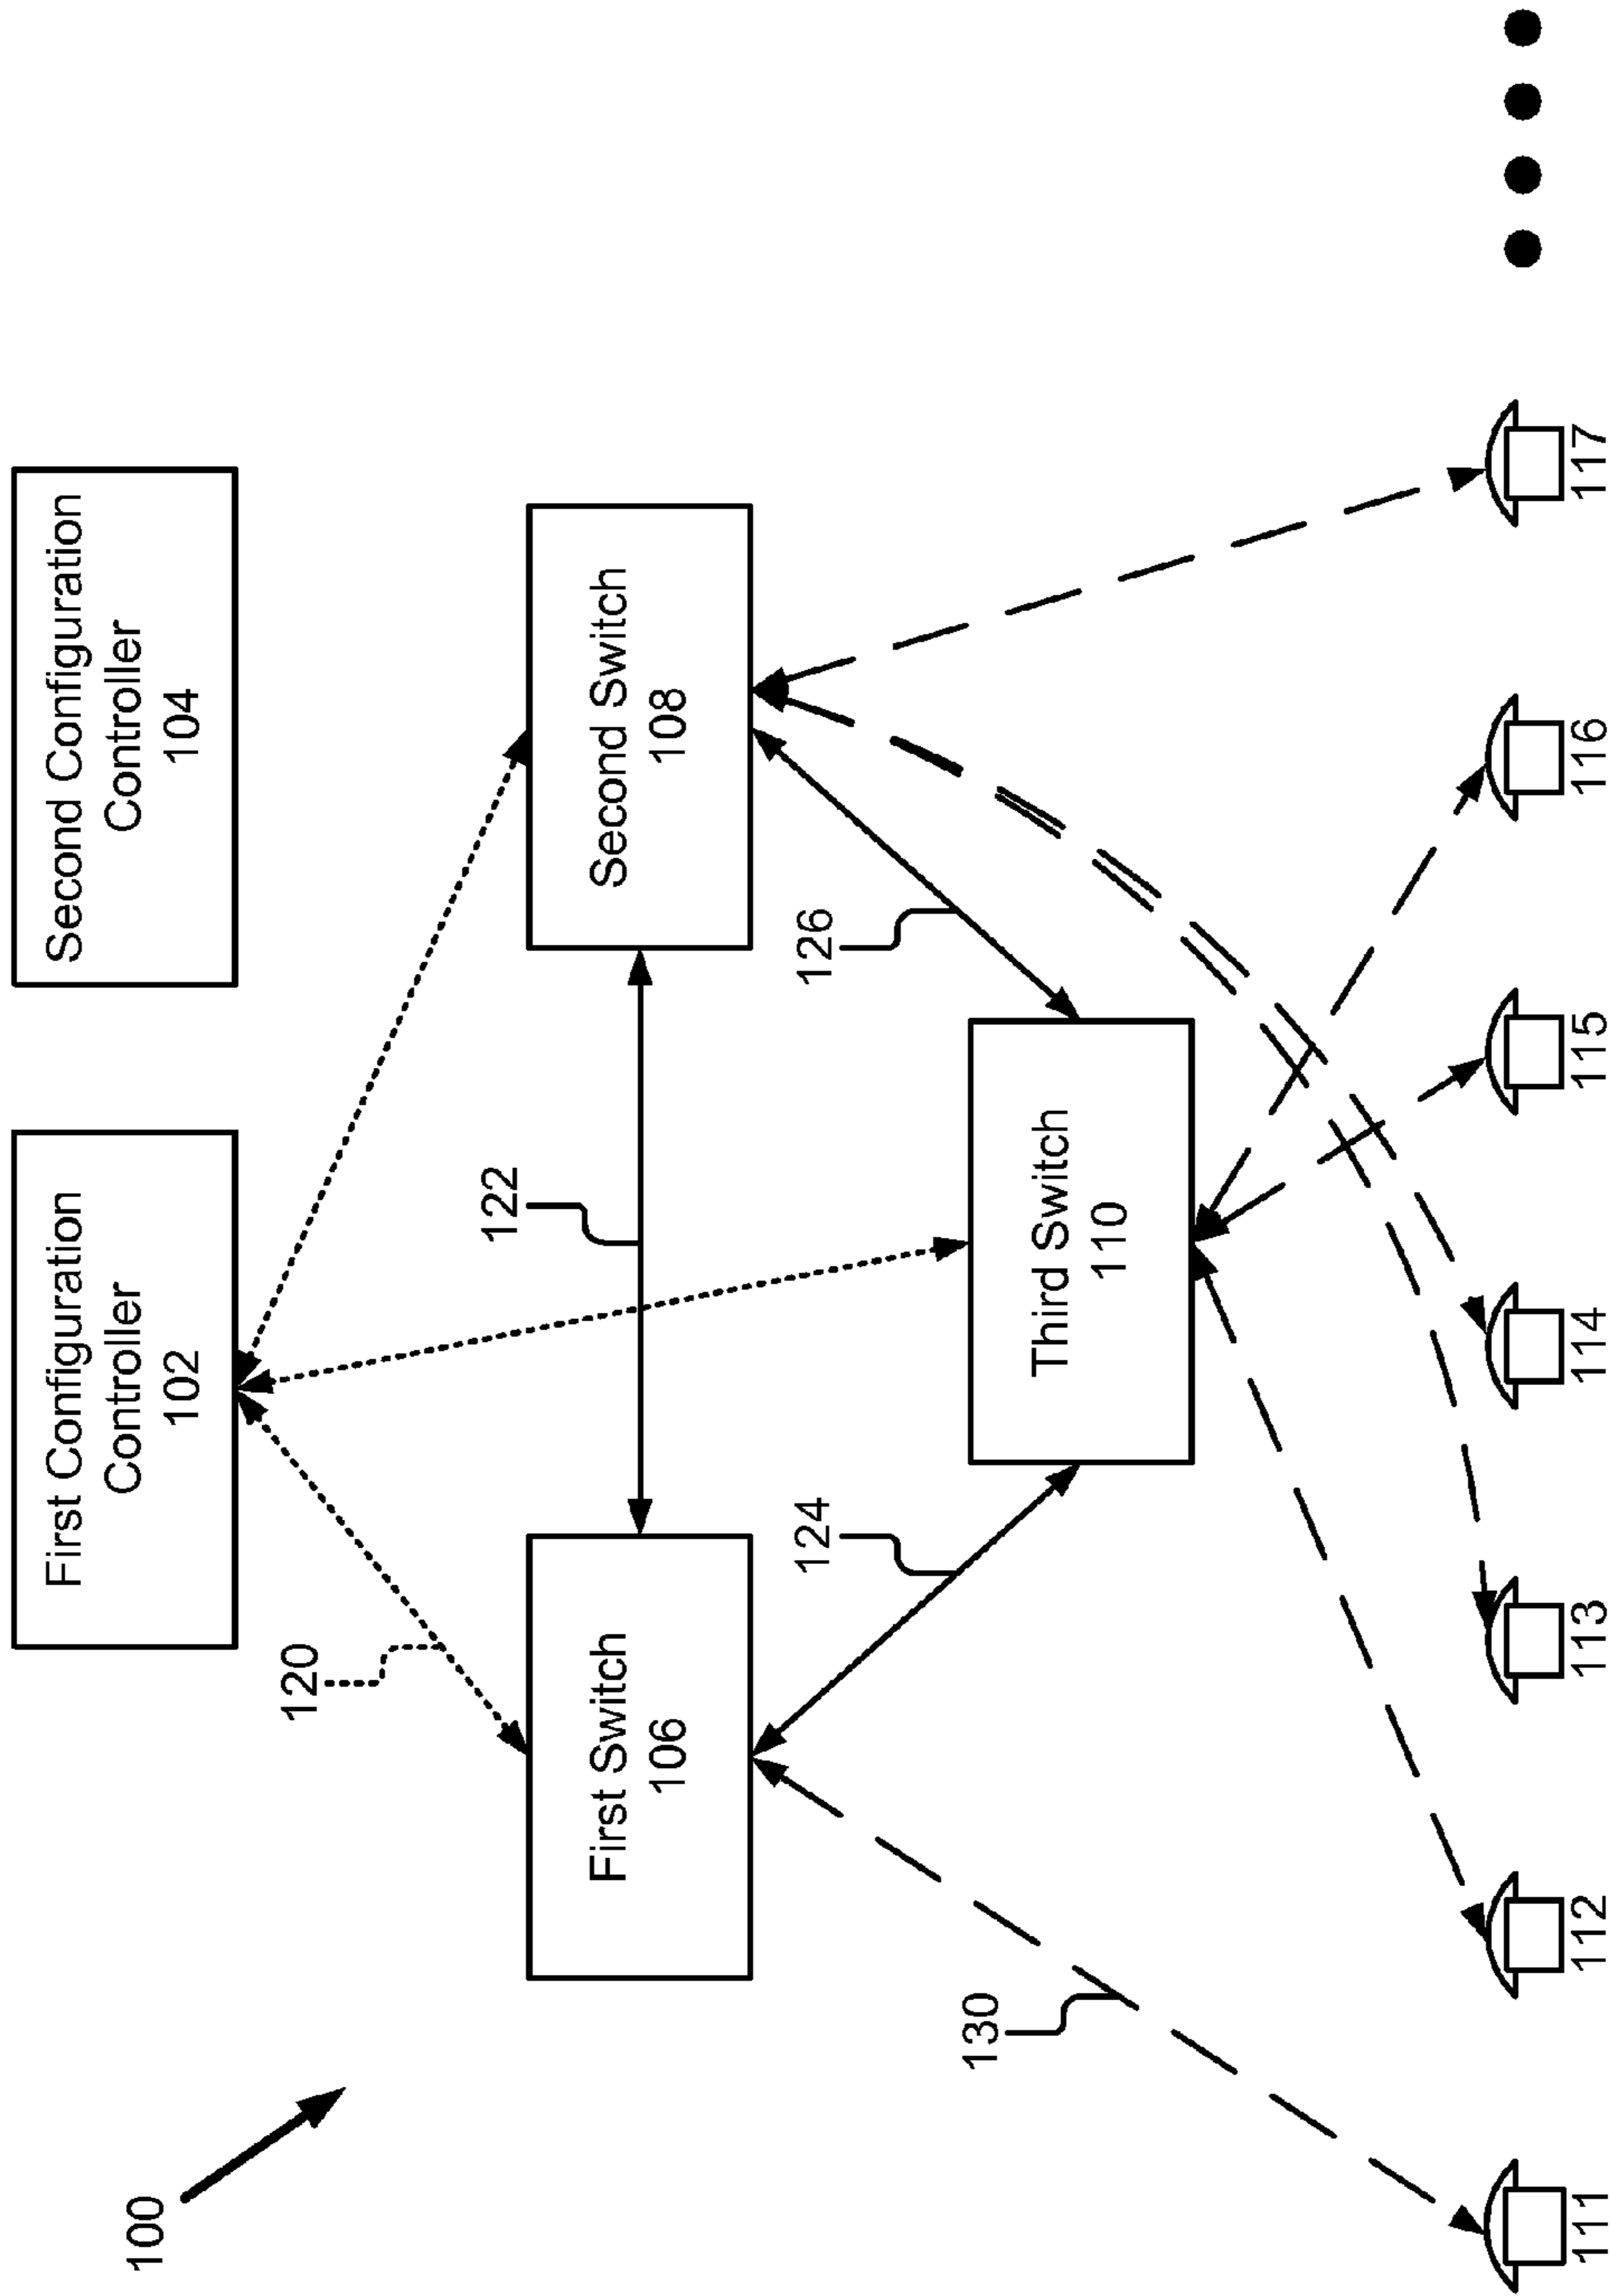 100
First Configuration
Controller
102
Second Configuration
Controller
104
120
122
First Switch
106
Second Switch
108
124
126
130
Third Switch
110
111
112
113
114
115
116
117